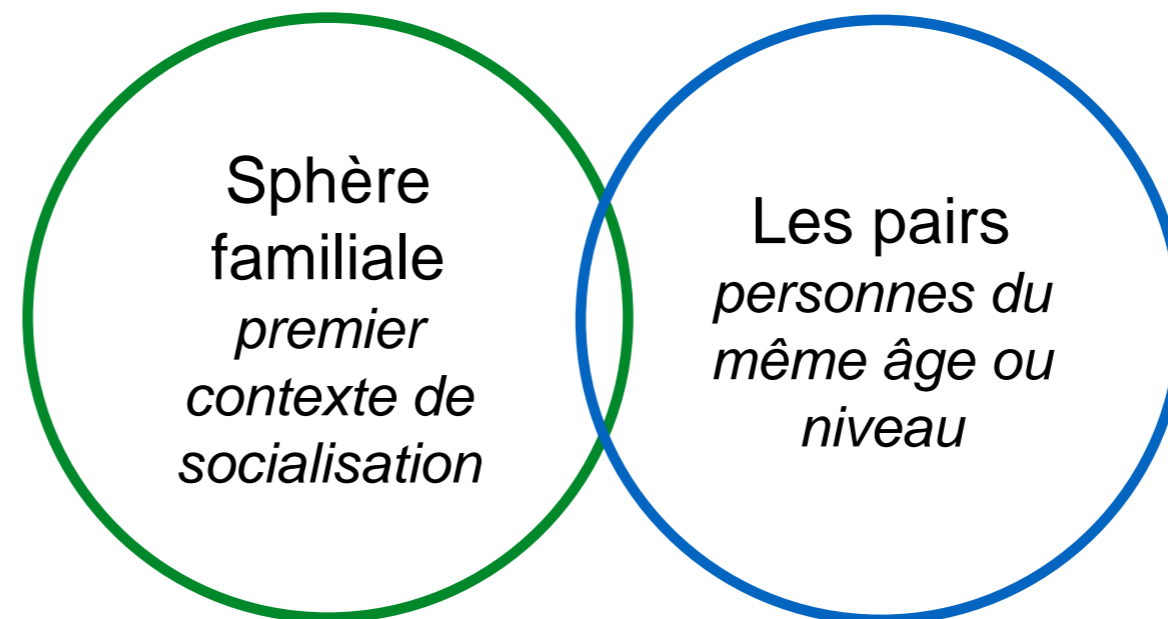 Sphère
familiale
premier
contexte de
socialisation
Les pairs
personnes du
même âge ou
niveau